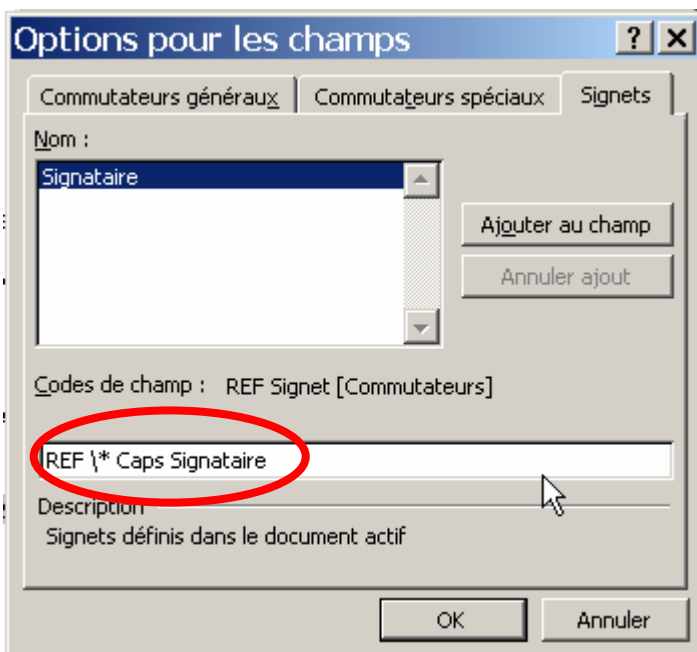 Options pour les champs
Commutateurs généraux Commutateurs spéciaux Signets
Nom :
Signataire
Ajouter au champ
Annuler ajout
Codes de champ : REF Signet [Commutateurs]
REF \* Caps Signataire
Description
Signets définis dans le document actif
OK Annuler